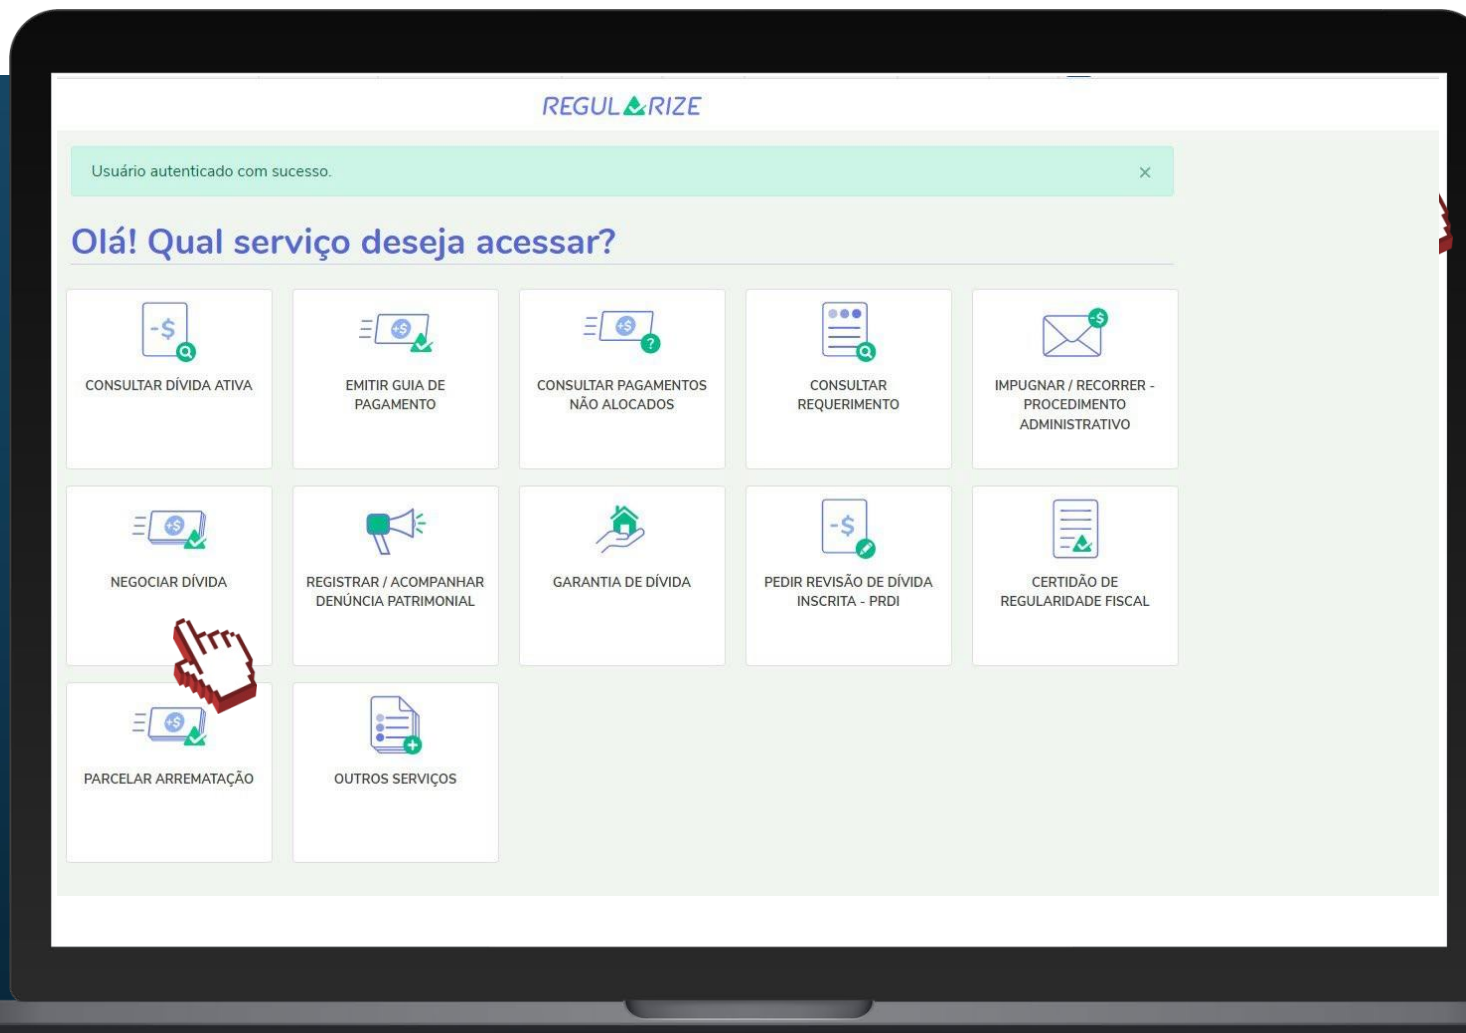 REGULARIZE
Usuário autenticado com sucesso. ×
Olá! Qual serviço deseja acessar?
-$
CONSULTAR DÍVIDA ATIVA
+$
EMITIR GUIA DE
PAGAMENTO
+$
?
CONSULTAR PAGAMENTOS
NÃO ALOCADOS
CONSULTAR
REQUERIMENTO
-$
IMPUGNAR / RECORRER -
PROCEDIMENTO
ADMINISTRATIVO
+$
NEGOCIAR DÍVIDA
REGISTRAR / ACOMPANHAR
DENÚNCIA PATRIMONIAL
GARANTIA DE DÍVIDA
-$
PEDIR REVISÃO DE DÍVIDA
INSCRITA - PRDI
CERTIDÃO DE
REGULARIDADE FISCAL
+$
PARCELAR ARREMATAÇÃO
OUTROS SERVIÇOS